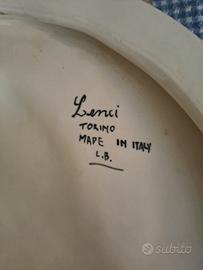 Lenci
TORINO
MADE IN ITALY
L.B.
subito